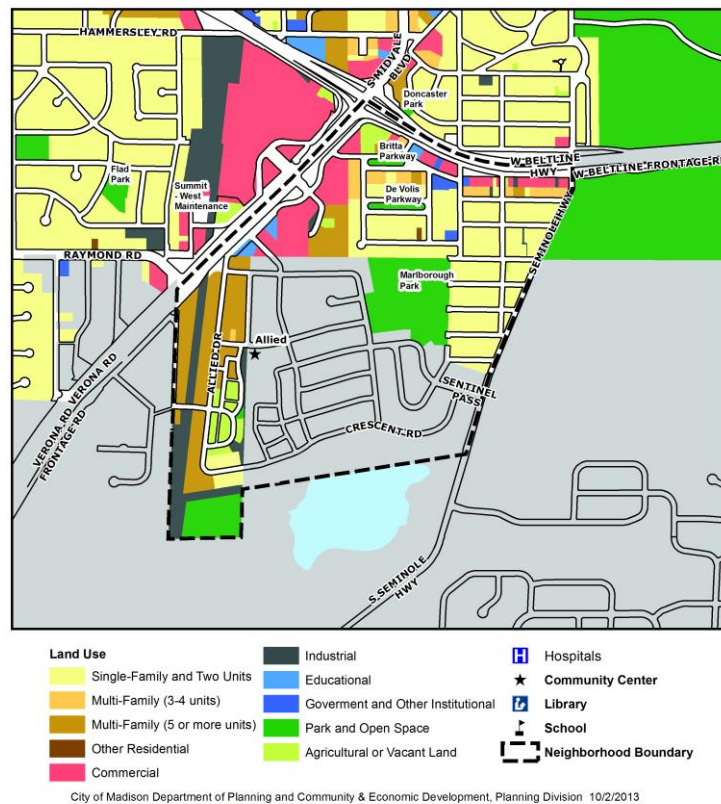 HAMMERSLEY RD
S MIDVALE
BLVD
Doncaster
Park
Britta
Parkway
W BELTLINE
HWY
W BELTLINE FRONTAGE RD
Flad
Park
Summit
- West
Maintenance
De Volis
Parkway
SEMINOLE HWY
RAYMOND RD
Marlborough
Park
ALLIED DR
Allied
VERONA RD
VERONA RD
FRONTAGE RD
SENTINEL
PASS
CRESCENT RD
S SEMINOLE
HWY
Land Use
Single-Family and Two Units
Multi-Family (3-4 units)
Multi-Family (5 or more units)
Other Residential
Commercial
Industrial
Educational
Goverment and Other Institutional
Park and Open Space
Agricultural or Vacant Land
H Hospitals
Community Center
Library
School
Neighborhood Boundary
City of Madison Department of Planning and Community & Economic Development, Planning Division 10/2/2013